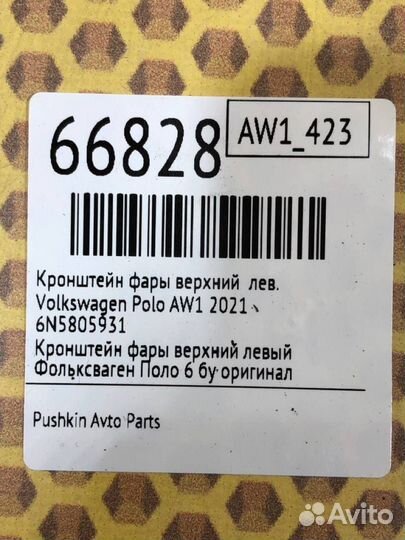 66828
AW1_423
Кронштейн фары верхний лев.
Volkswagen Polo AW1 2021 -
6N5805931
Кронштейн фары верхний левый
Фольксваген Поло 6 бу оригинал
Pushkin Avto Parts
Avito